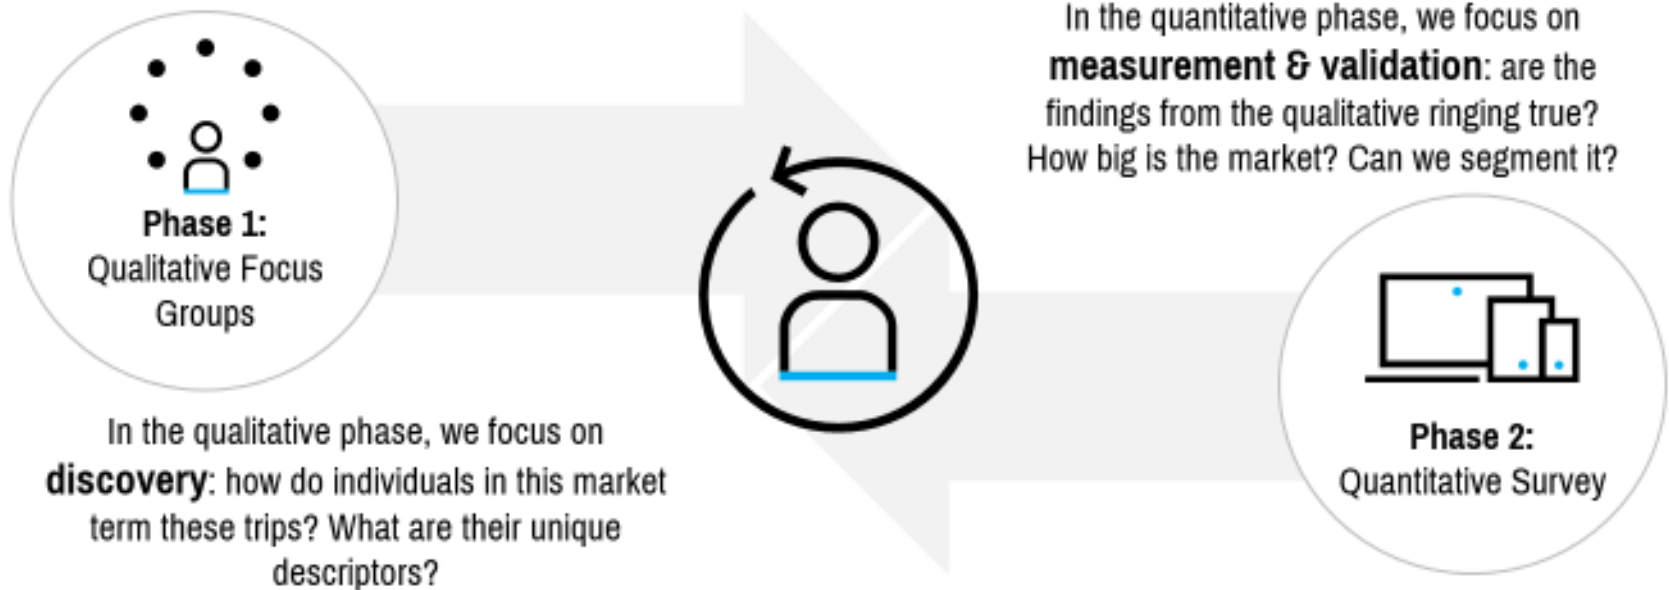 Phase 1:
Qualitative Focus
Groups
In the qualitative phase, we focus on
discovery: how do individuals in this market
term these trips? What are their unique
descriptors?
In the quantitative phase, we focus on
measurement & validation: are the
findings from the qualitative ringing true?
How big is the market? Can we segment it?
Phase 2:
Quantitative Survey